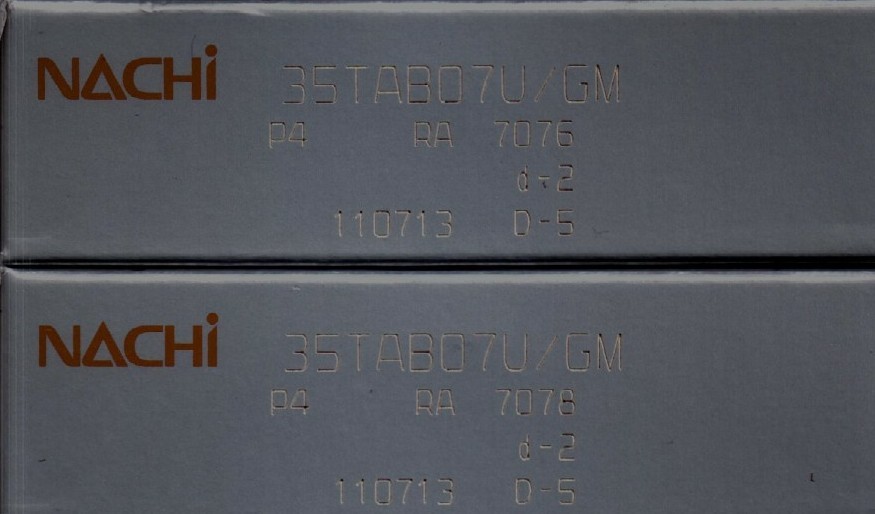 NACHi 35TAB07U/GM
P4 RA 7076
d-2
110713 D-5
NACHi 35TAB07U/GM
P4 RA 7078
d-2
110713 D-5